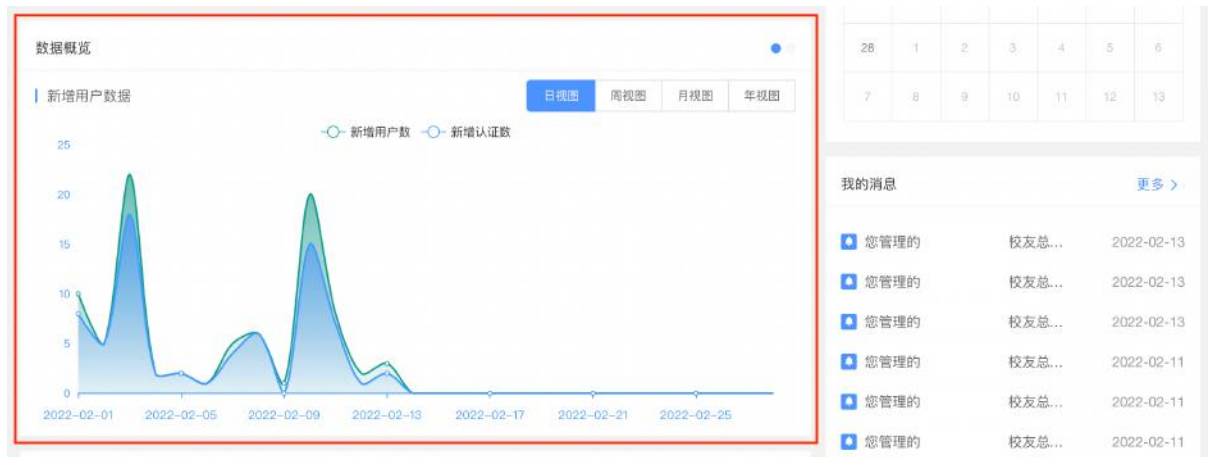 数据概览
新增用户数据
日视图 周视图 月视图 年视图
新增用户数 新增认证数
25
20
15
10
5
0
2022-02-01 2022-02-05 2022-02-09 2022-02-13 2022-02-17 2022-02-21 2022-02-25
28 1 2 3 4 5 6
7 8 9 10 11 12 13
我的消息 更多 >
您管理的 校友总... 2022-02-13
您管理的 校友总... 2022-02-13
您管理的 校友总... 2022-02-13
您管理的 校友总... 2022-02-11
您管理的 校友总... 2022-02-11
您管理的 校友总... 2022-02-11